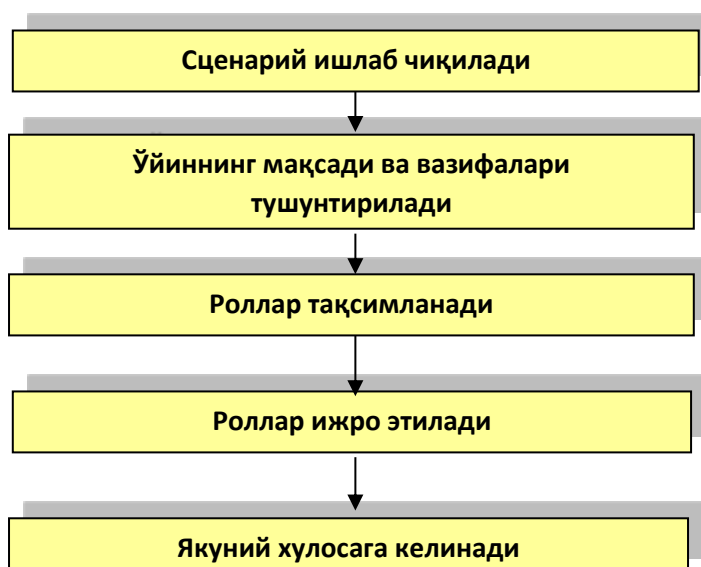 Сценарий ишлаб чиқилади
Ўйиннинг мақсади ва вазифалари
тушунтирилади
Роллар тақсимланади
Роллар ижро этилади
Якуний хулосага келинади